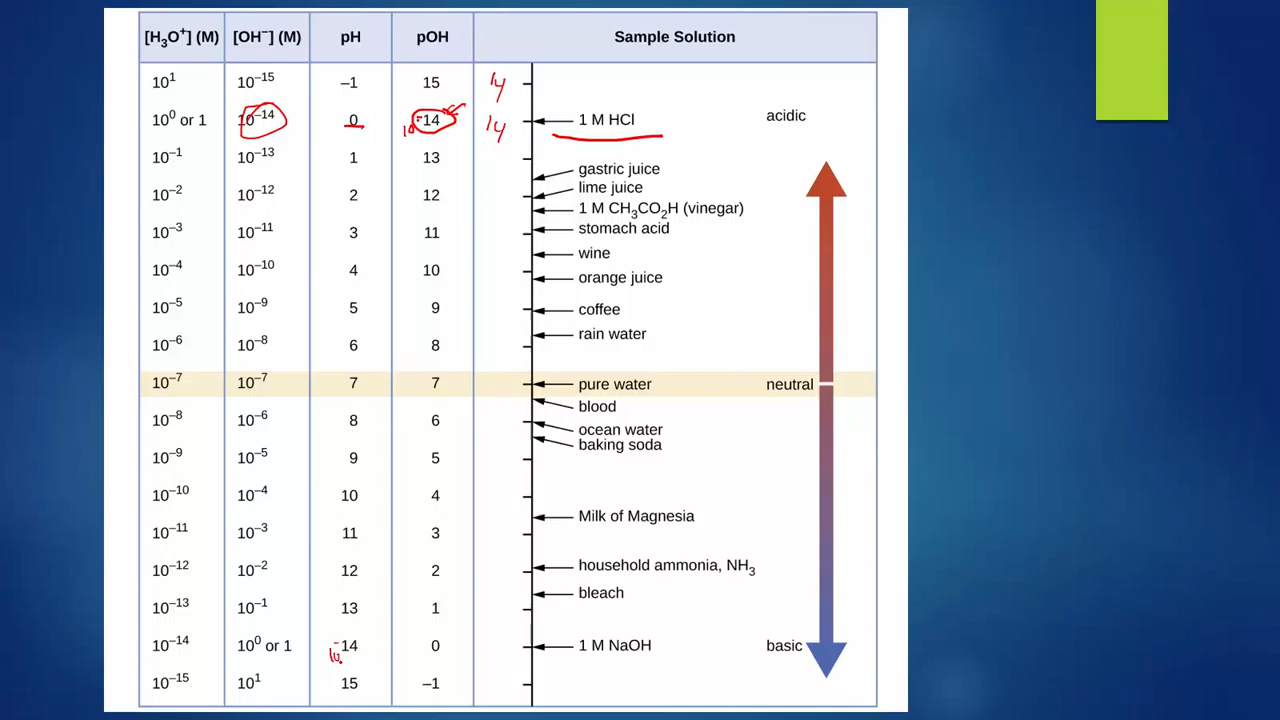 [H₃O⁺] (M) [OH⁻] (M) pH pOH Sample Solution
10¹ 10⁻¹⁵ –1 15 14
10⁰ or 1 10⁻¹⁴ 0 10⁻14 14 1 M HCl acidic
10⁻¹ 10⁻¹³ 1 13
gastric juice
10⁻² 10⁻¹² 2 12 lime juice
1 M CH₃CO₂H (vinegar)
10⁻³ 10⁻¹¹ 3 11 stomach acid
wine
10⁻⁴ 10⁻¹⁰ 4 10 orange juice
10⁻⁵ 10⁻⁹ 5 9 coffee
rain water
10⁻⁶ 10⁻⁸ 6 8
10⁻⁷ 10⁻⁷ 7 7 pure water neutral
blood
10⁻⁸ 10⁻⁶ 8 6 ocean water
baking soda
10⁻⁹ 10⁻⁵ 9 5
10⁻¹⁰ 10⁻⁴ 10 4
Milk of Magnesia
10⁻¹¹ 10⁻³ 11 3
10⁻¹² 10⁻² 12 2 household ammonia, NH₃
bleach
10⁻¹³ 10⁻¹ 13 1
10⁻¹⁴ 10⁰ or 1 10⁻14 0 1 M NaOH basic
10⁻¹⁵ 10¹ 15 –1